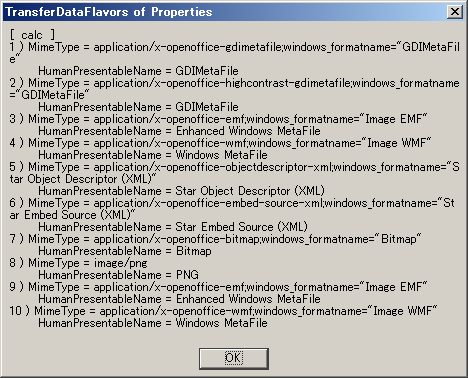 TransferDataFlavors of Properties
[ calc ]
1 ) MimeType = application/x-openoffice-gdimetafile;windows_formatname="GDIMetaFil
e"
HumanPresentableName = GDIMetaFile
2 ) MimeType = application/x-openoffice-highcontrast-gdimetafile;windows_formatname
="GDIMetaFile"
HumanPresentableName = GDIMetaFile
3 ) MimeType = application/x-openoffice-emf;windows_formatname="Image EMF"
HumanPresentableName = Enhanced Windows MetaFile
4 ) MimeType = application/x-openoffice-wmf;windows_formatname="Image WMF"
HumanPresentableName = Windows MetaFile
5 ) MimeType = application/x-openoffice-objectdescriptor-xml;windows_formatname="S
tar Object Descriptor (XML)"
HumanPresentableName = Star Object Descriptor (XML)
6 ) MimeType = application/x-openoffice-embed-source-xml;windows_formatname="St
ar Embed Source (XML)"
HumanPresentableName = Star Embed Source (XML)
7 ) MimeType = application/x-openoffice-bitmap;windows_formatname="Bitmap"
HumanPresentableName = Bitmap
8 ) MimeType = image/png
HumanPresentableName = PNG
9 ) MimeType = application/x-openoffice-emf;windows_formatname="Image EMF"
HumanPresentableName = Enhanced Windows MetaFile
10 ) MimeType = application/x-openoffice-wmf;windows_formatname="Image WMF"
HumanPresentableName = Windows MetaFile
OK